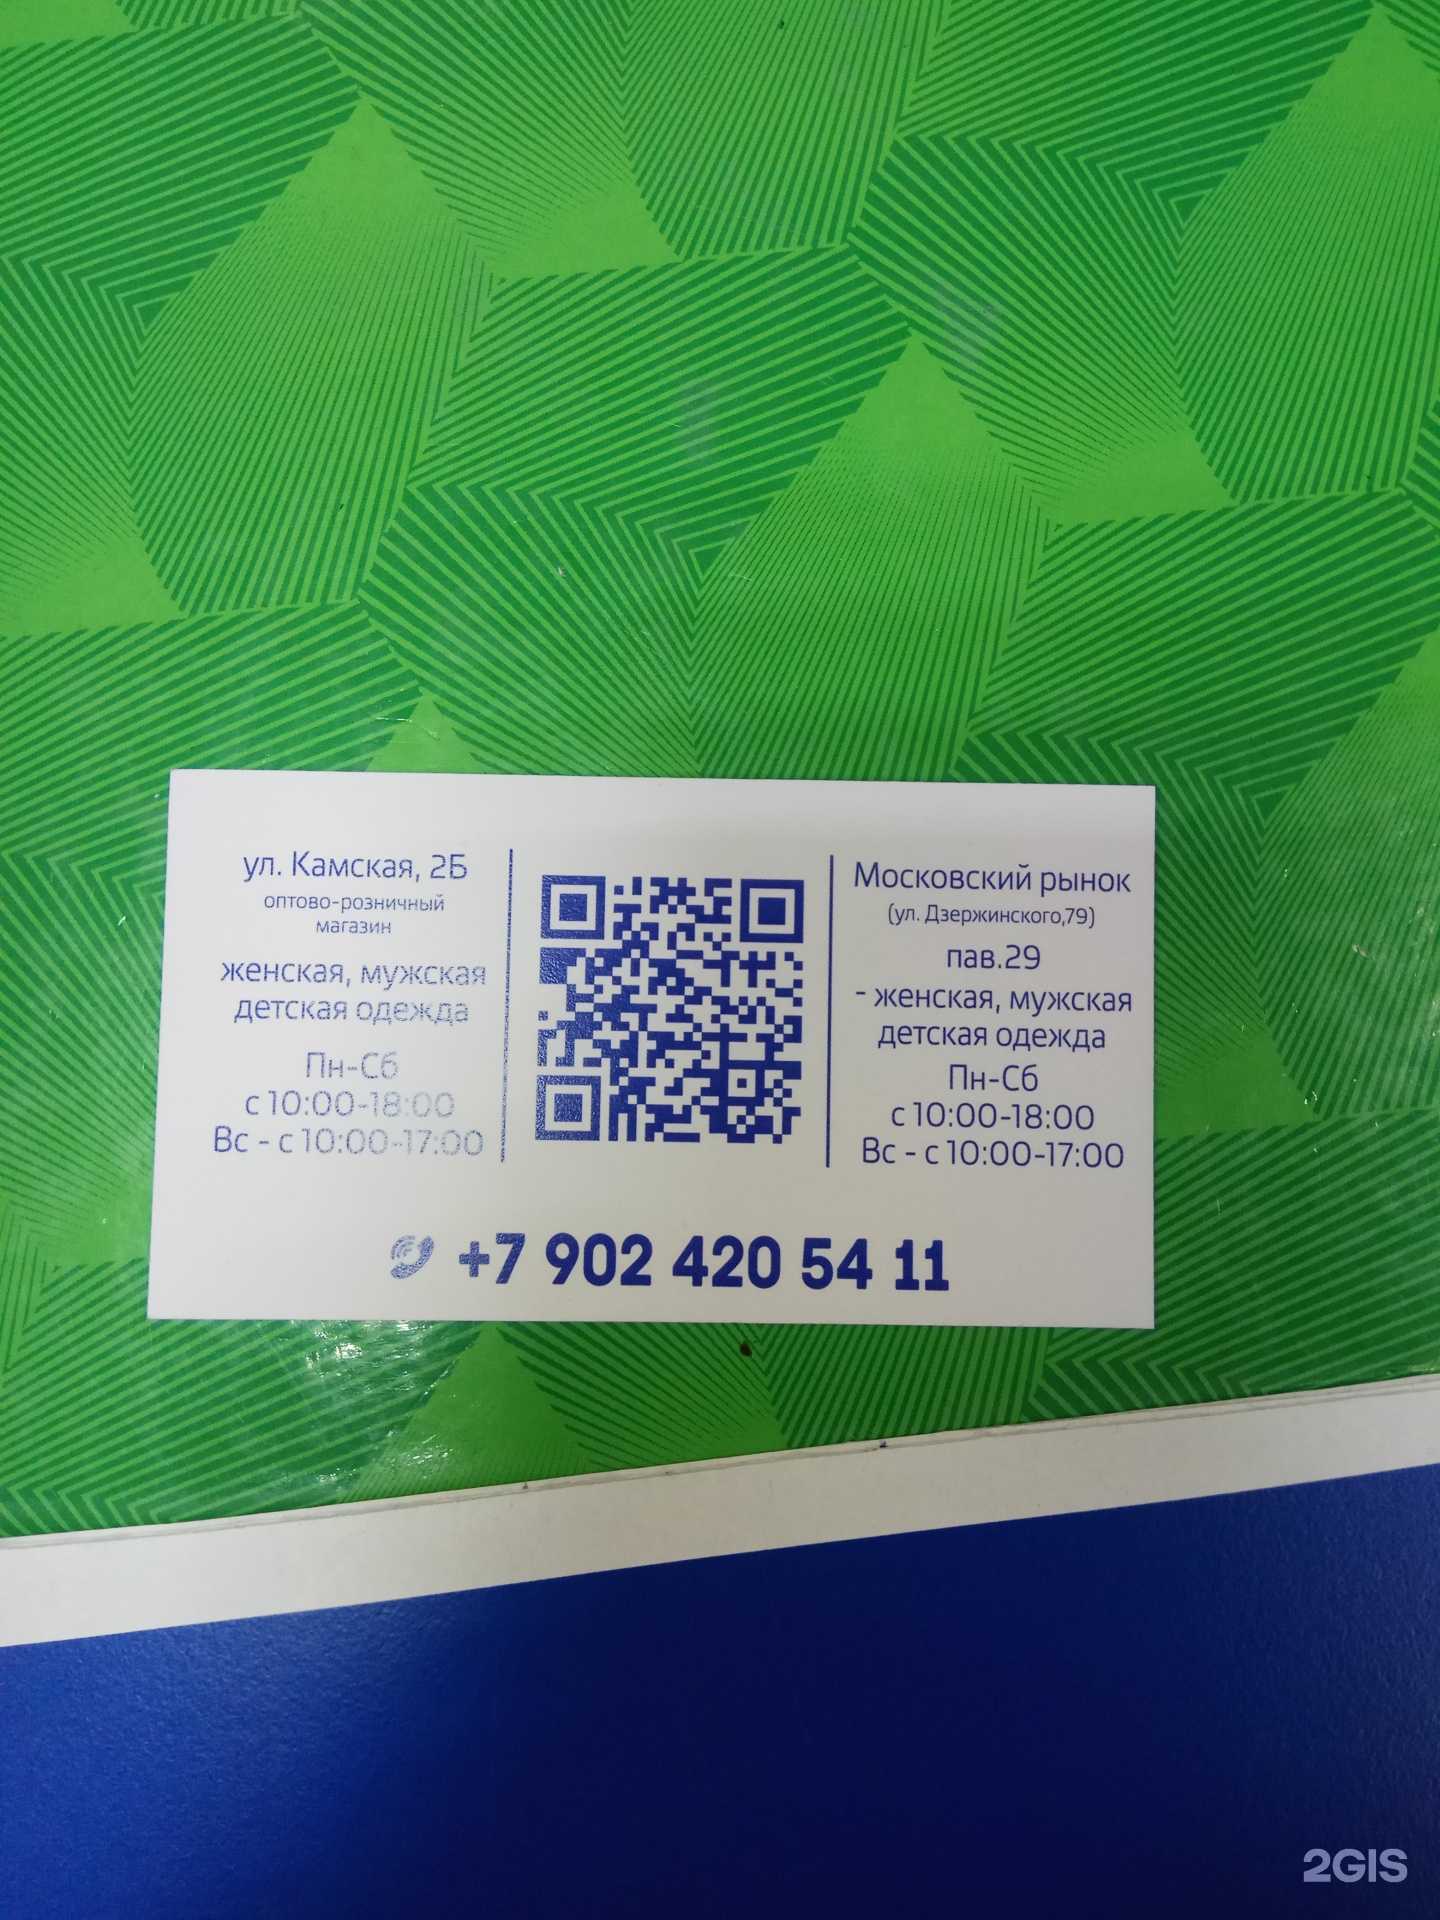 ул. Камская, 2Б
оптово-розничный
магазин
женская, мужская
детская одежда
Пн-Сб
с 10:00-18:00
Вс - с 10:00-17:00
Московский рынок
(ул. Дзержинского,79)
пав.29
- женская, мужская
детская одежда
Пн-Сб
с 10:00-18:00
Вс - с 10:00-17:00
+7 902 420 54 11
2GIS